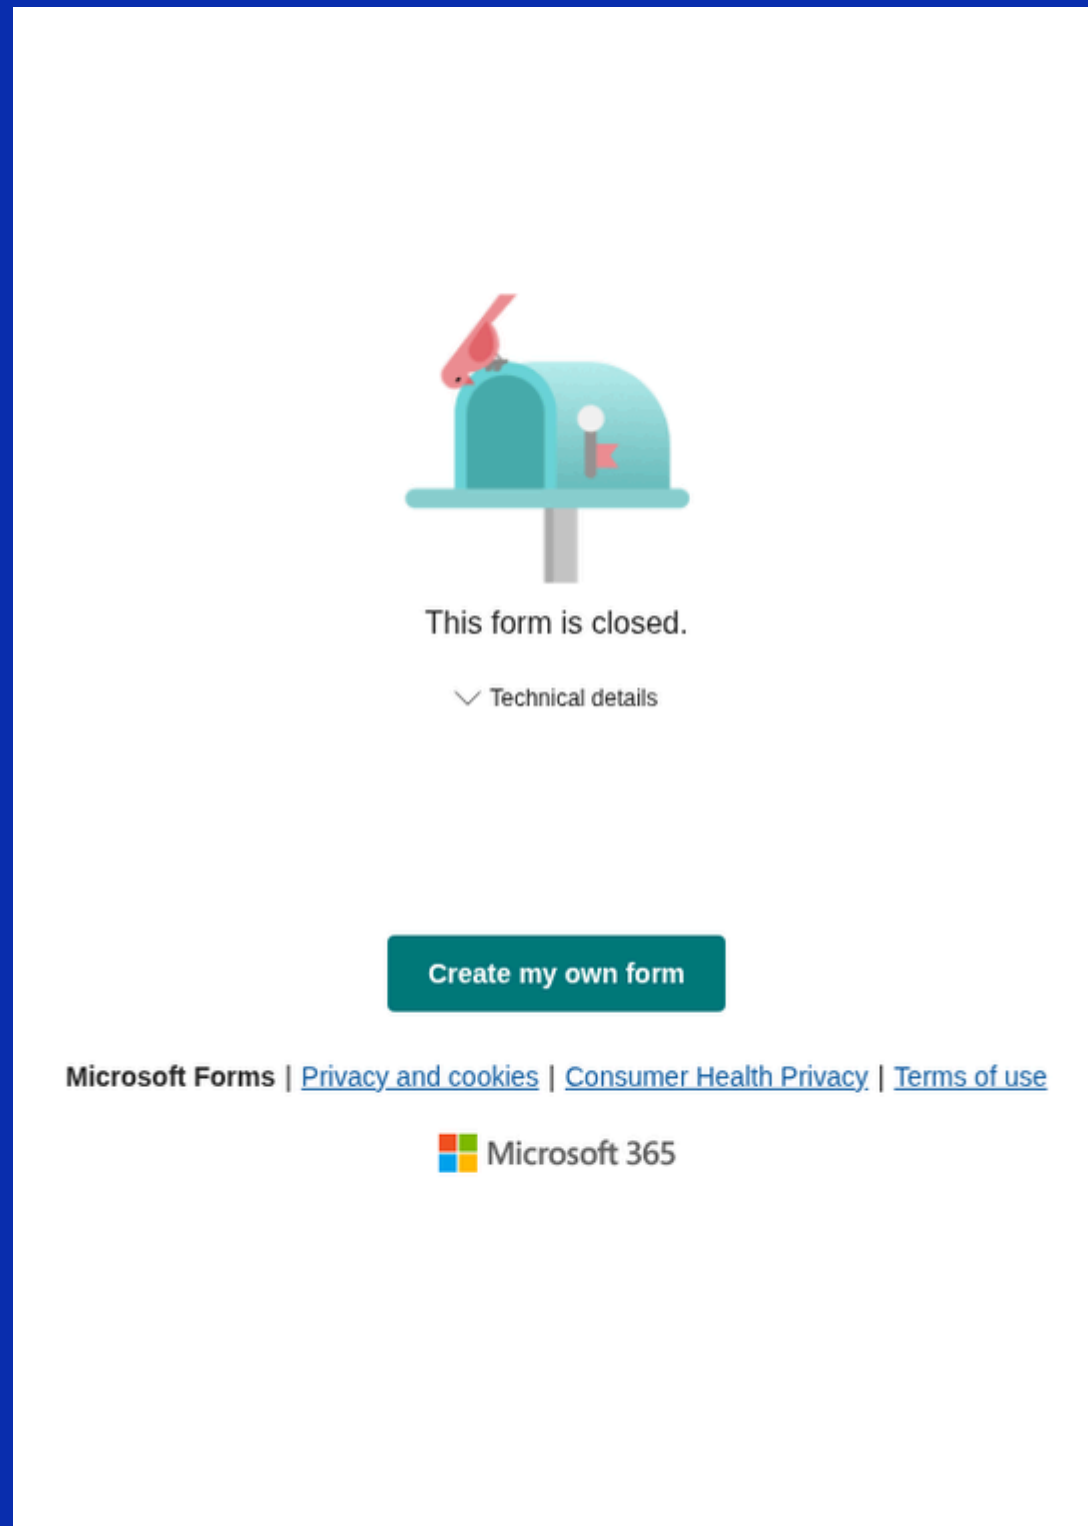 This form is closed.
Technical details
Create my own form
Microsoft Forms | Privacy and cookies | Consumer Health Privacy | Terms of use
Microsoft 365